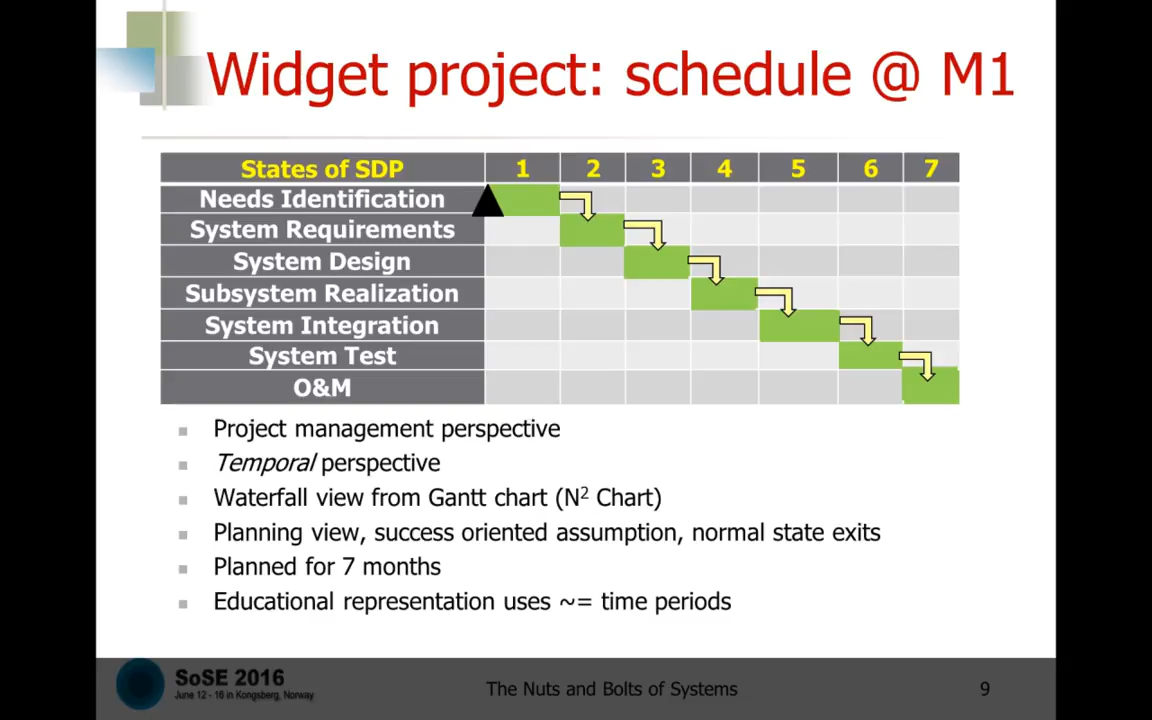 Widget project: schedule @ M1
States of SDP 1 2 3 4 5 6 7
Needs Identification
System Requirements
System Design
Subsystem Realization
System Integration
System Test
O&M
Project management perspective
Temporal perspective
Waterfall view from Gantt chart (N² Chart)
Planning view, success oriented assumption, normal state exits
Planned for 7 months
Educational representation uses ~= time periods
SoSE 2016
June 12 - 16 in Kongsberg, Norway
The Nuts and Bolts of Systems
9